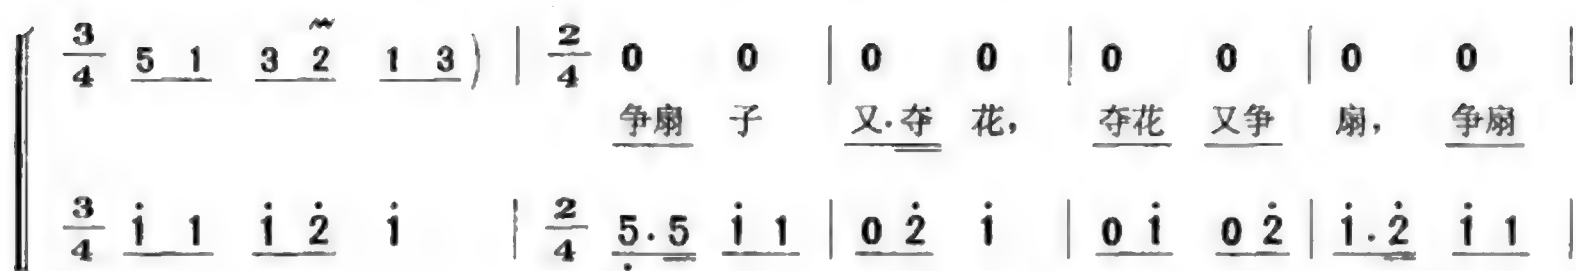 3/4 5 1 3 2 1 3) | 2/4 0 0 | 0 0 | 0 0 | 0 0 |
争扇 子 又·夺 花， 夺花 又争 扇， 争扇
3/4 i̇ 1 i̇ 2̇ i̇ | 2/4 5̣·5 i̇ 1 | 0 2̇ i̇ | 0 i̇ 0 2̇ | i̇·2̇ i̇ 1 |